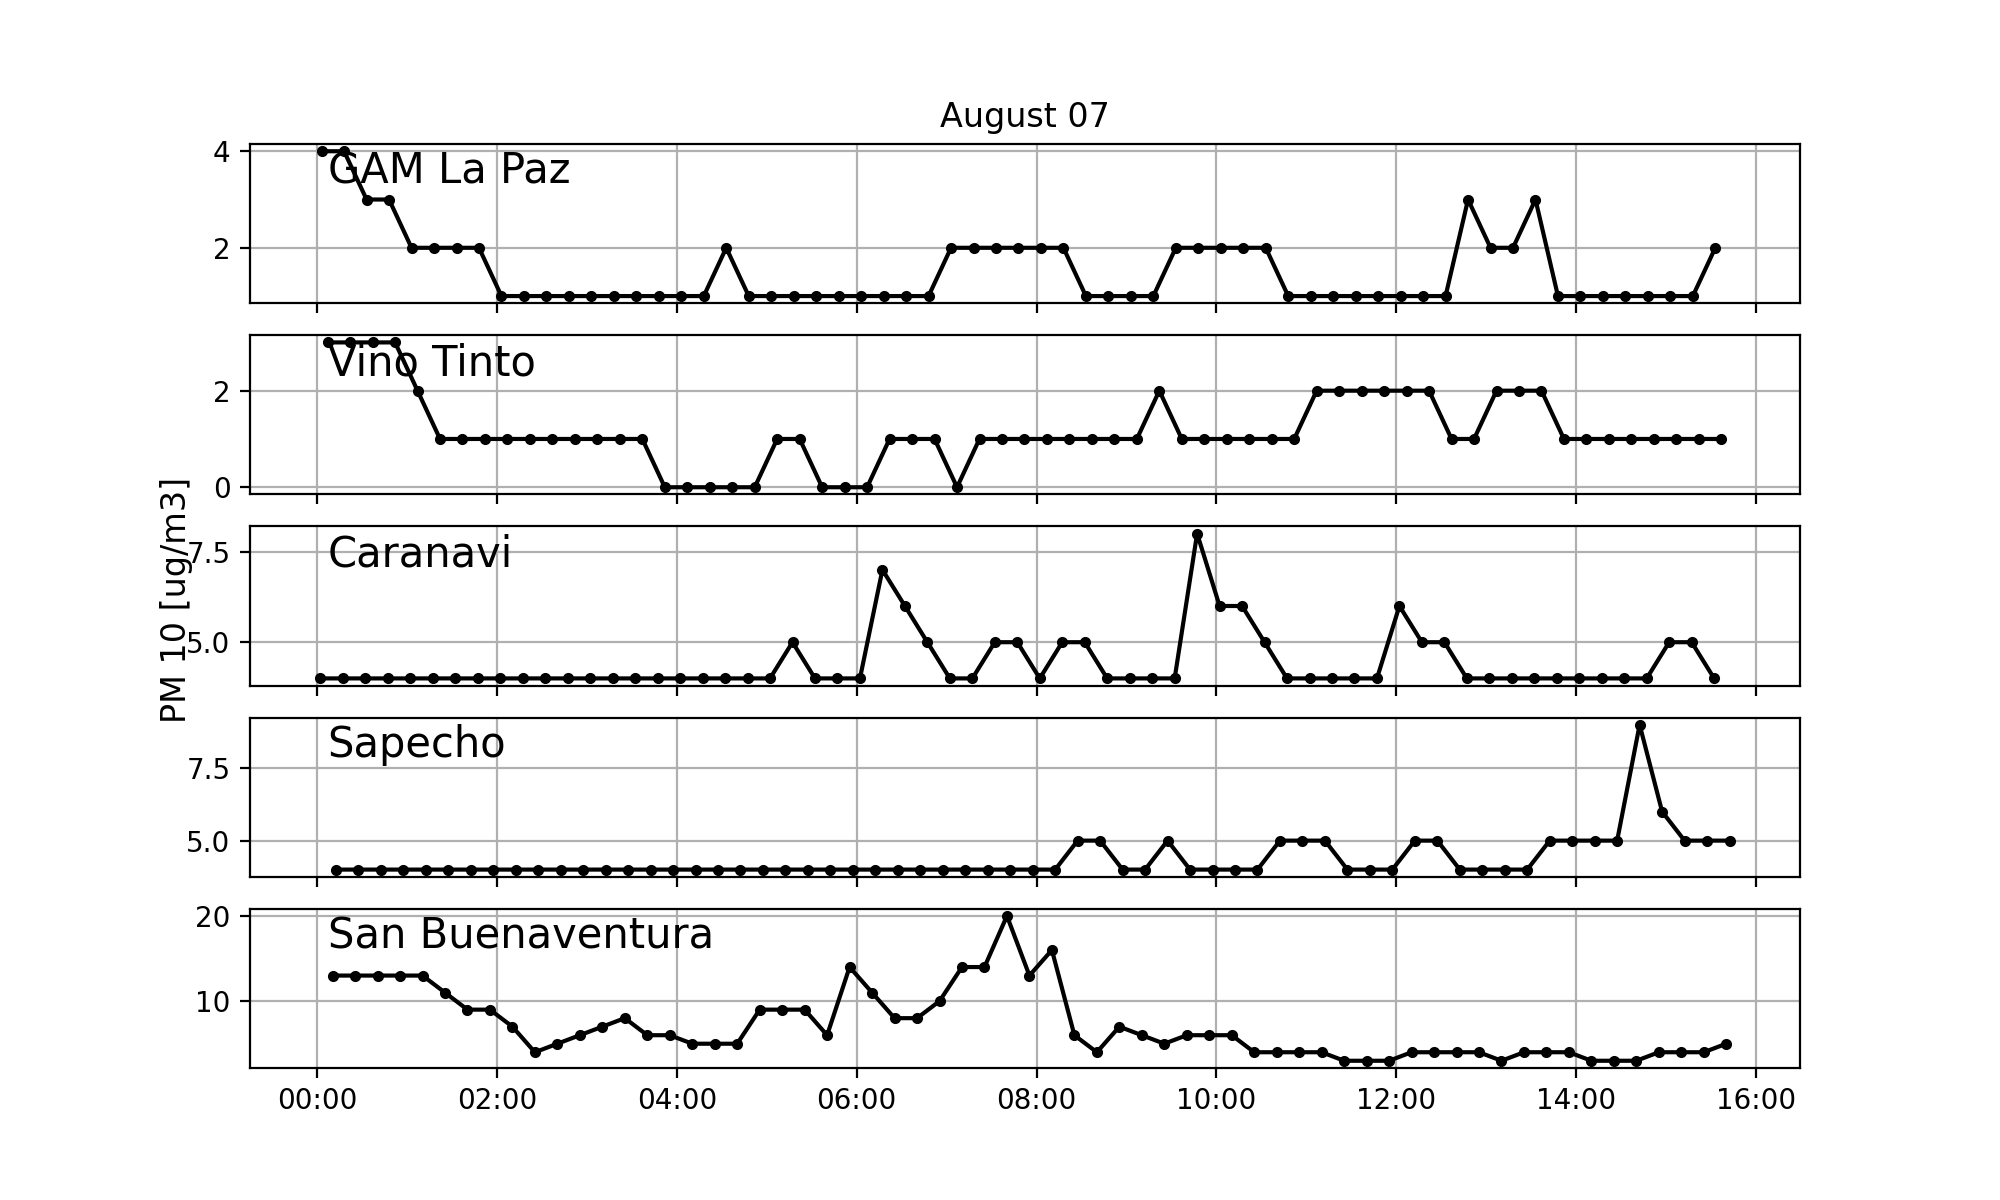 August 07
4
GAM La Paz
2
Vino Tinto
2
0
PM 10 [ug/m3]
Caranavi
7.5
5.0
Sapecho
7.5
5.0
20
San Buenaventura
10
00:00 02:00 04:00 06:00 08:00 10:00 12:00 14:00 16:00